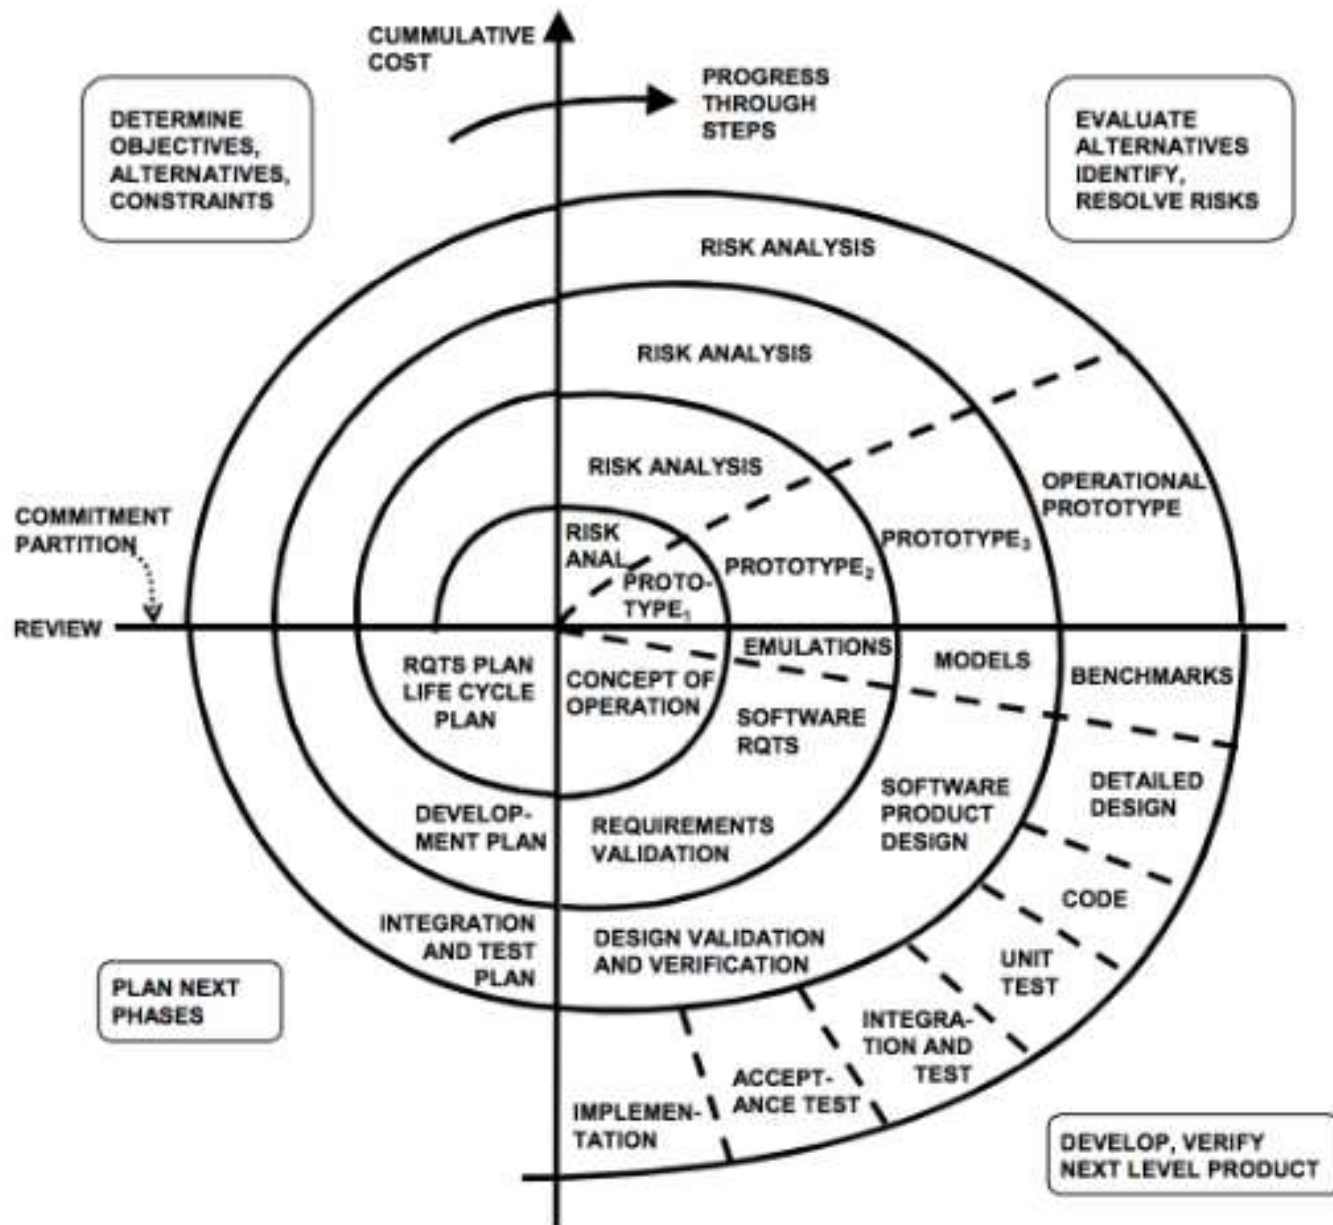 CUMMULATIVE
COST
PROGRESS
THROUGH
STEPS
DETERMINE
OBJECTIVES,
ALTERNATIVES,
CONSTRAINTS
EVALUATE
ALTERNATIVES
IDENTIFY,
RESOLVE RISKS
RISK ANALYSIS
RISK ANALYSIS
RISK ANALYSIS
RISK
ANAL.
OPERATIONAL
PROTOTYPE
PROTOTYPE₃
PROTOTYPE₂
PROTO-
TYPE₁
COMMITMENT
PARTITION
REVIEW
EMULATIONS
MODELS
BENCHMARKS
RQTS PLAN
LIFE CYCLE
PLAN
CONCEPT OF
OPERATION
SOFTWARE
RQTS
SOFTWARE
PRODUCT
DESIGN
DETAILED
DESIGN
DEVELOP-
MENT PLAN
REQUIREMENTS
VALIDATION
CODE
INTEGRATION
AND TEST
PLAN
DESIGN VALIDATION
AND VERIFICATION
UNIT
TEST
PLAN NEXT
PHASES
INTEGRA-
TION AND
TEST
ACCEPT-
ANCE TEST
IMPLEMEN-
TATION
DEVELOP, VERIFY
NEXT LEVEL PRODUCT